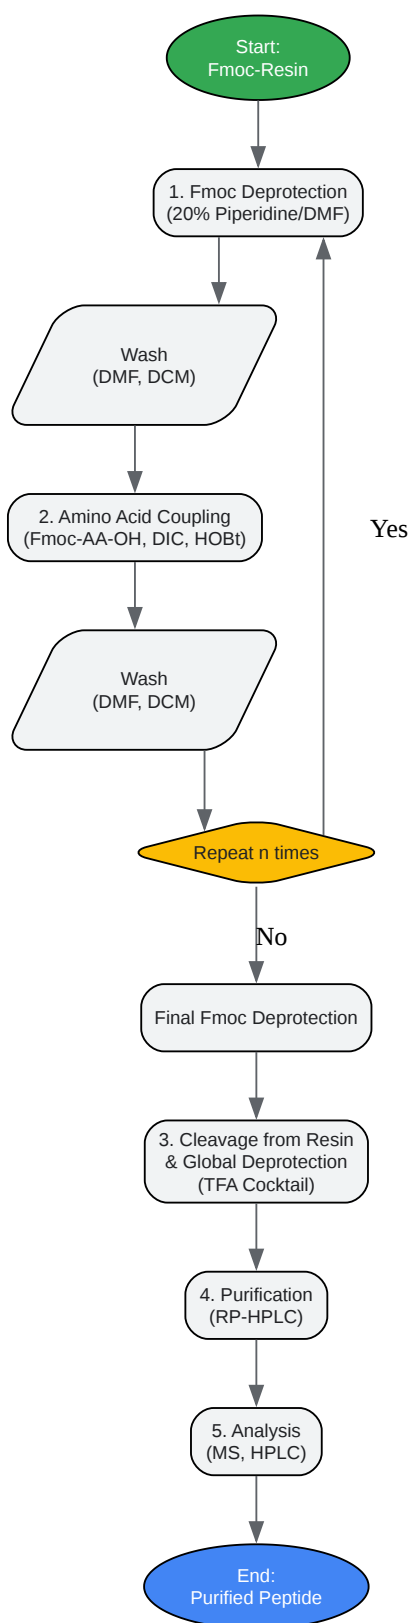 Start:
Fmoc-Resin
1. Fmoc Deprotection
(20% Piperidine/DMF)
Wash
(DMF, DCM)
2. Amino Acid Coupling
(Fmoc-AA-OH, DIC, HOBt)
Yes
Wash
(DMF, DCM)
Repeat n times
No
Final Fmoc Deprotection
3. Cleavage from Resin
& Global Deprotection
(TFA Cocktail)
4. Purification
(RP-HPLC)
5. Analysis
(MS, HPLC)
End:
Purified Peptide